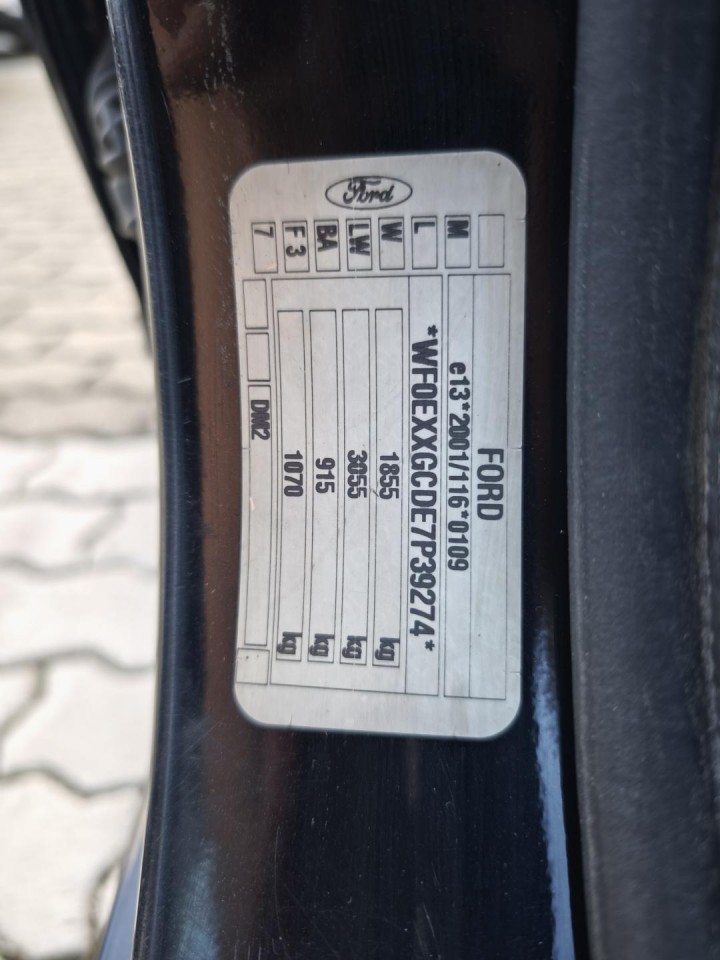 Ford
M L W LW BA F3 7
FORD
e13*2001/116*0109
*WF0EXXGCDE7P39274*
1855 kg
3055 kg
915 kg
1070 kg
DNK2